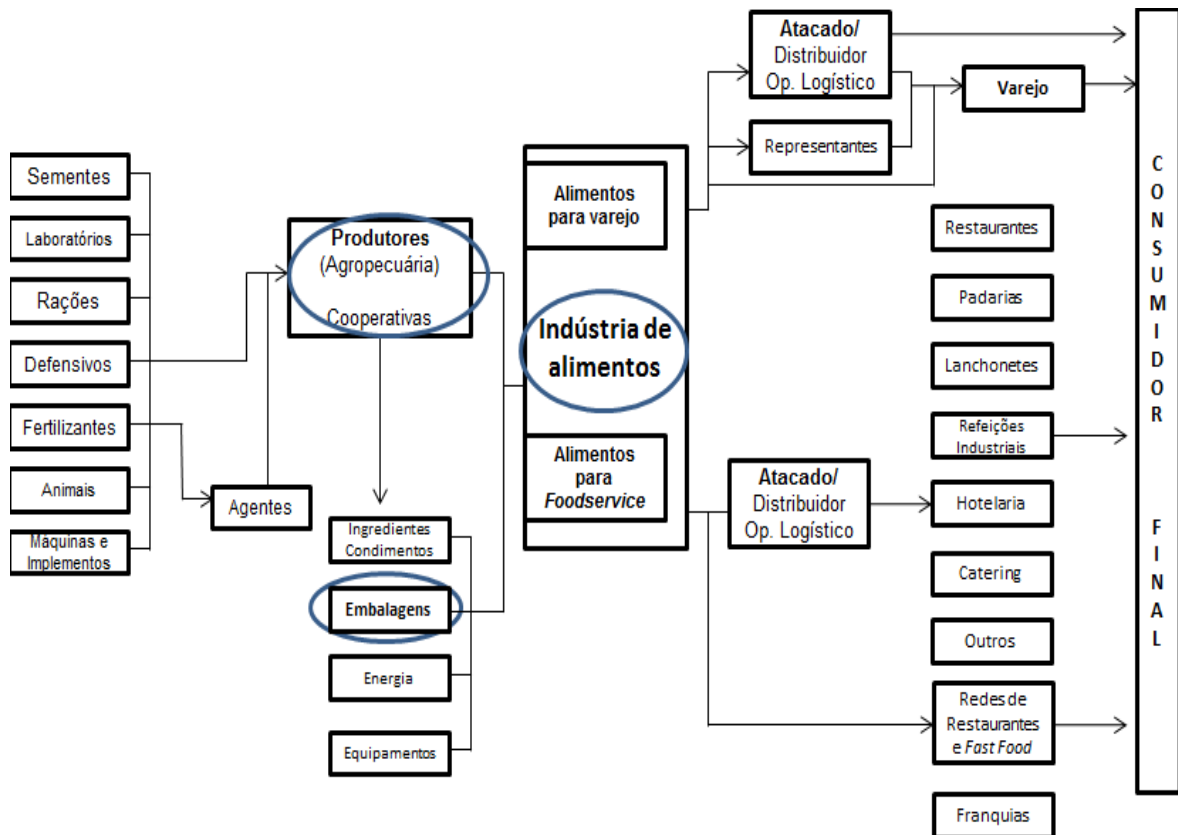 Sementes
Laboratórios
Rações
Defensivos
Fertilizantes
Animais
Máquinas e
Implementos
Agentes
Produtores
(Agropecuária)
Cooperativas
Ingredientes
Condimentos
Embalagens
Energia
Equipamentos
Alimentos
para varejo
Indústria de
alimentos
Alimentos
para
Foodservice
Atacado/
Distribuidor
Op. Logístico
Representantes
Varejo
Atacado/
Distribuidor
Op. Logístico
Restaurantes
Padarias
Lanchonetes
Refeições
Industriais
Hotelaria
Catering
Outros
Redes de
Restaurantes
e Fast Food
Franquias
CONSUMIDOR
FINAL